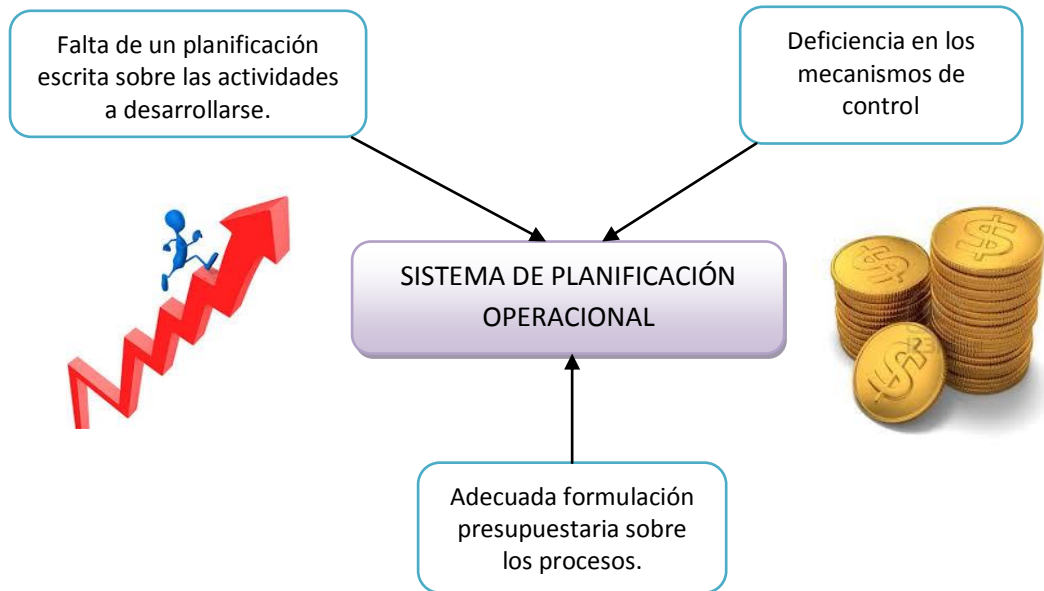 Falta de un planificación
escrita sobre las actividades
a desarrollarse.
Deficiencia en los
mecanismos de
control
SISTEMA DE PLANIFICACIÓN
OPERACIONAL
Adecuada formulación
presupuestaria sobre
los procesos.